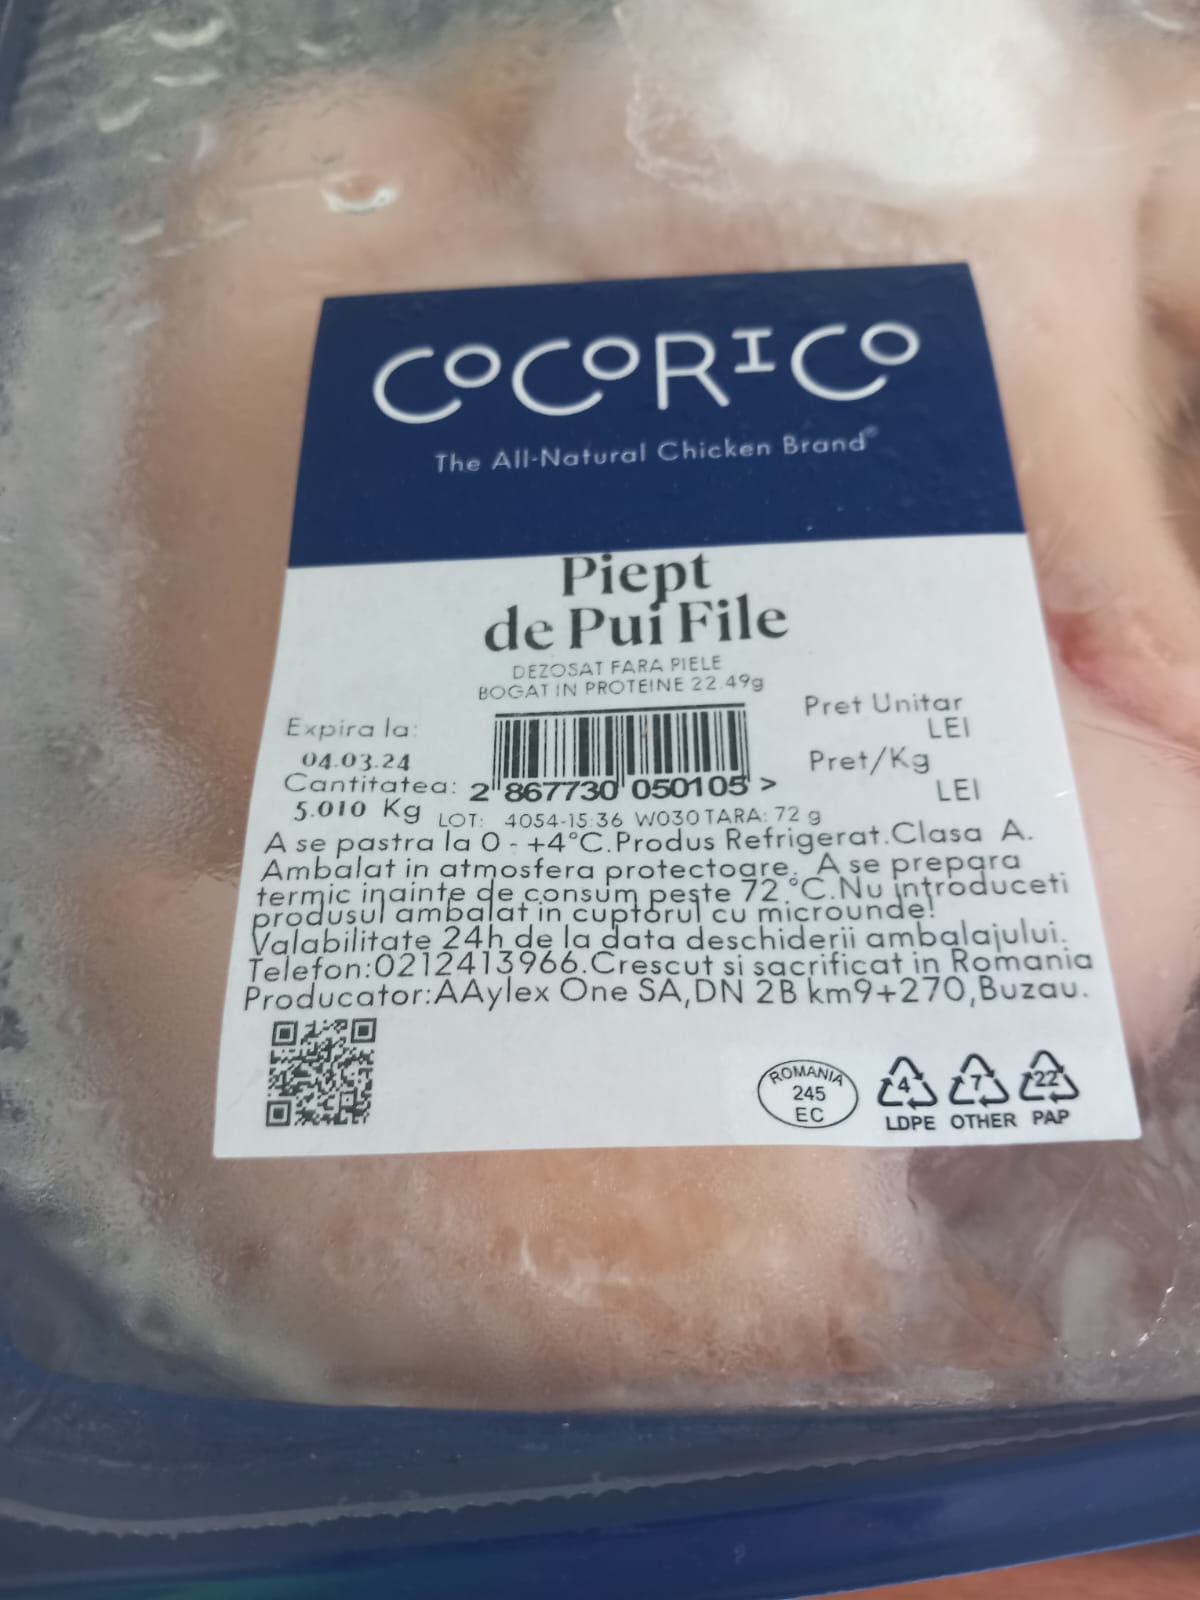 COCORICO
The All-Natural Chicken Brand®
Piept
de Pui File
DEZOSAT FARA PIELE
BOGAT IN PROTEINE 22.49g
Expira la:
04.03.24
Cantitatea:
5.010 Kg
2 867730 050105 >
Pret Unitar
LEI
Pret/Kg
LEI
LOT: 4054-15:36 W030 TARA: 72 g
A se pastra la 0 - +4°C.Produs Refrigerat.Clasa A.
Ambalat in atmosfera protectoare. A se prepara
termic inainte de consum peste 72 °C.Nu introduceti
produsul ambalat in cuptorul cu microunde!
Valabilitate 24h de la data deschiderii ambalajului.
Telefon:0212413966.Crescut si sacrificat in Romania
Producator:AAylex One SA,DN 2B km9+270,Buzau.
ROMANIA
245
EC
4
LDPE
7
OTHER
22
PAP